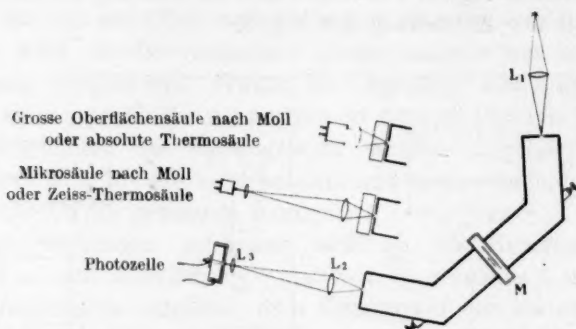 L₁
Grosse Oberflächensäule nach Moll
oder absolute Thermosäule
Mikrosäule nach Moll
oder Zeiss-Thermosäule
Photozelle
L₃
L₂
M